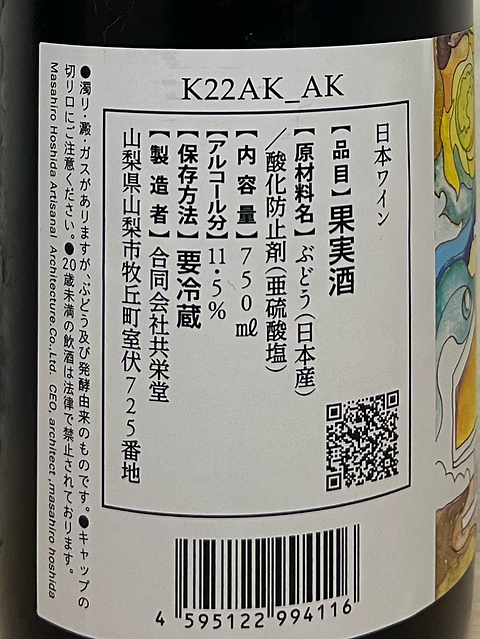 K22AK_AK
日本ワイン
【品目】果実酒
【原材料名】ぶどう(日本産)
／酸化防止剤(亜硫酸塩)
【内容量】750㎖
【アルコール分】11.5%
【保存方法】要冷蔵
【製造者】合同会社共栄堂
山梨県山梨市牧丘町室伏725番地
●濁り・澱・ガスがありますが、ぶどう及び発酵由来のものです。●キャップの
切り口にご注意ください。●20歳未満の飲酒は法律で禁止されております。
Masahiro Hoshida Artisanal Architecture.Co.,Ltd. CEO, architect ,masahiro hoshida
4 595122 994116